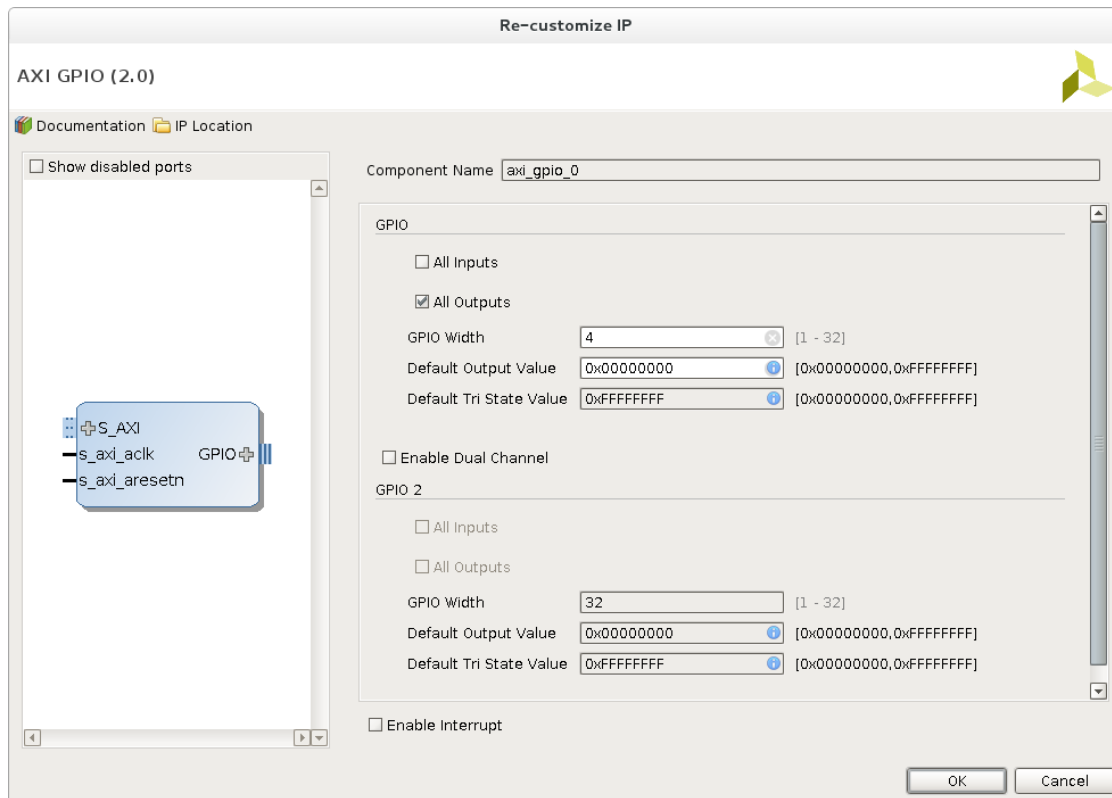 Re-customize IP
AXI GPIO (2.0)
Documentation IP Location
Show disabled ports
S_AXI
s_axi_aclk GPIO
s_axi_aresetn
Component Name axi_gpio_0
GPIO
All Inputs
All Outputs
GPIO Width 4 [1 - 32]
Default Output Value 0x00000000 [0x00000000,0xFFFFFFFF]
Default Tri State Value 0xFFFFFFFF [0x00000000,0xFFFFFFFF]
Enable Dual Channel
GPIO 2
All Inputs
All Outputs
GPIO Width 32 [1 - 32]
Default Output Value 0x00000000 [0x00000000,0xFFFFFFFF]
Default Tri State Value 0xFFFFFFFF [0x00000000,0xFFFFFFFF]
Enable Interrupt
OK Cancel